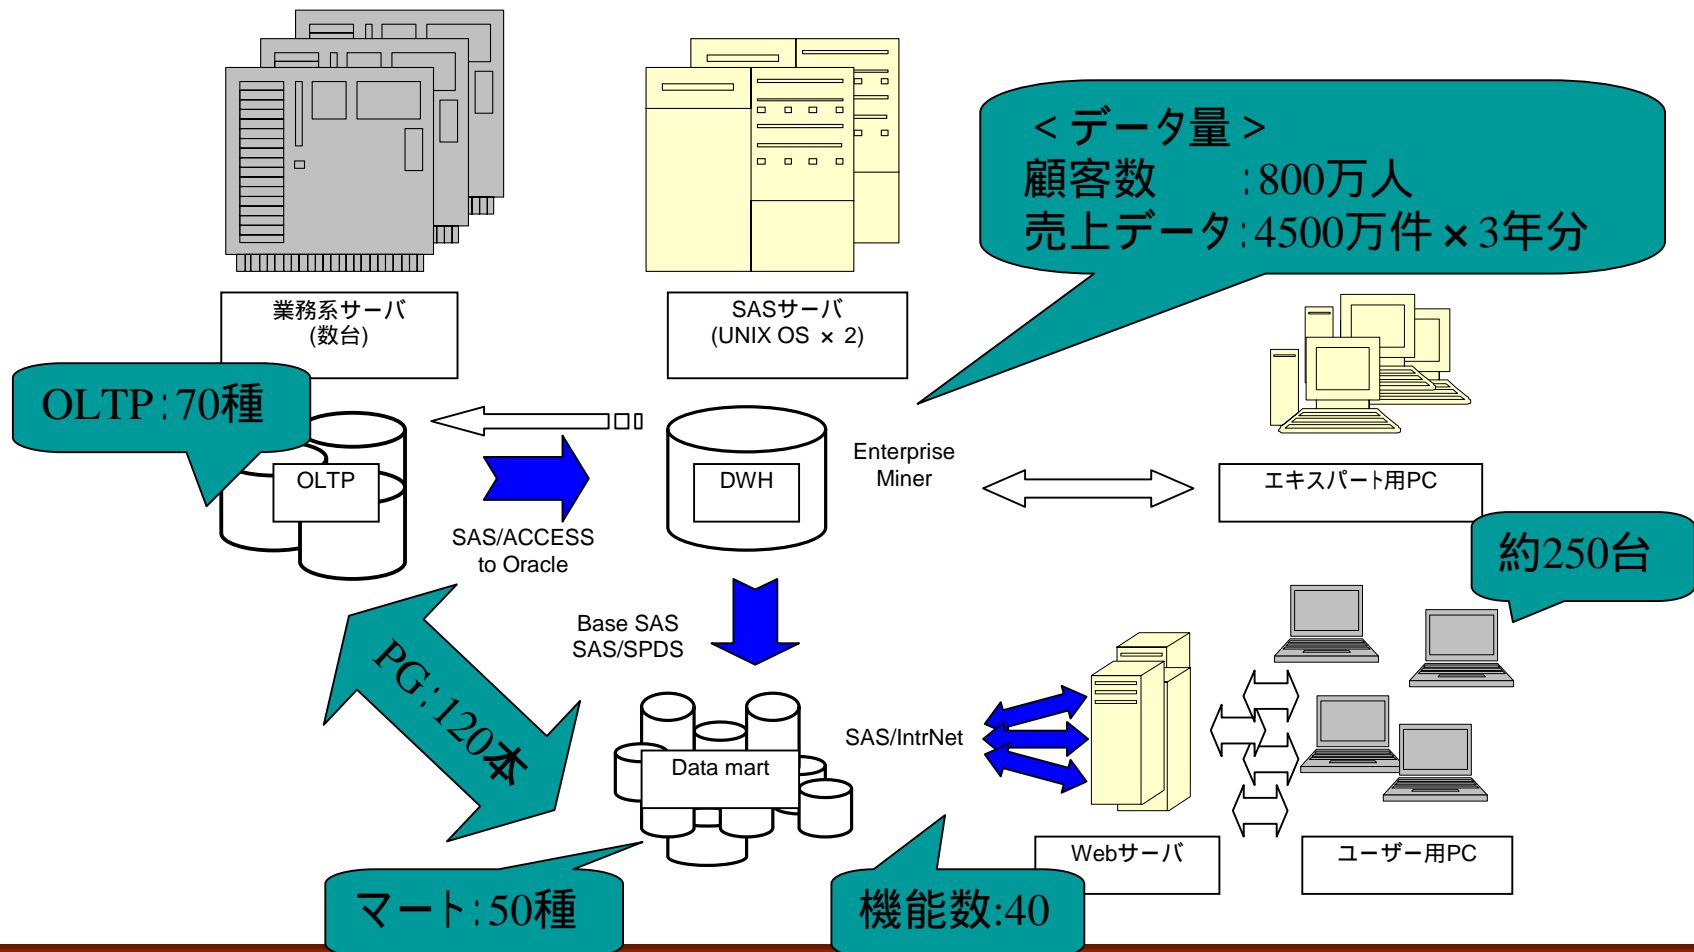 <データ量>
顧客数 :800万人
売上データ:4500万件×3年分
業務系サーバ
(数台)
SASサーバ
(UNIX OS × 2)
OLTP:70種
OLTP
DWH
Enterprise
Miner
エキスパート用PC
SAS/ACCESS
to Oracle
約250台
Base SAS
SAS/SPDS
PG:120本
Data mart
SAS/IntrNet
Webサーバ
ユーザー用PC
マート:50種
機能数:40